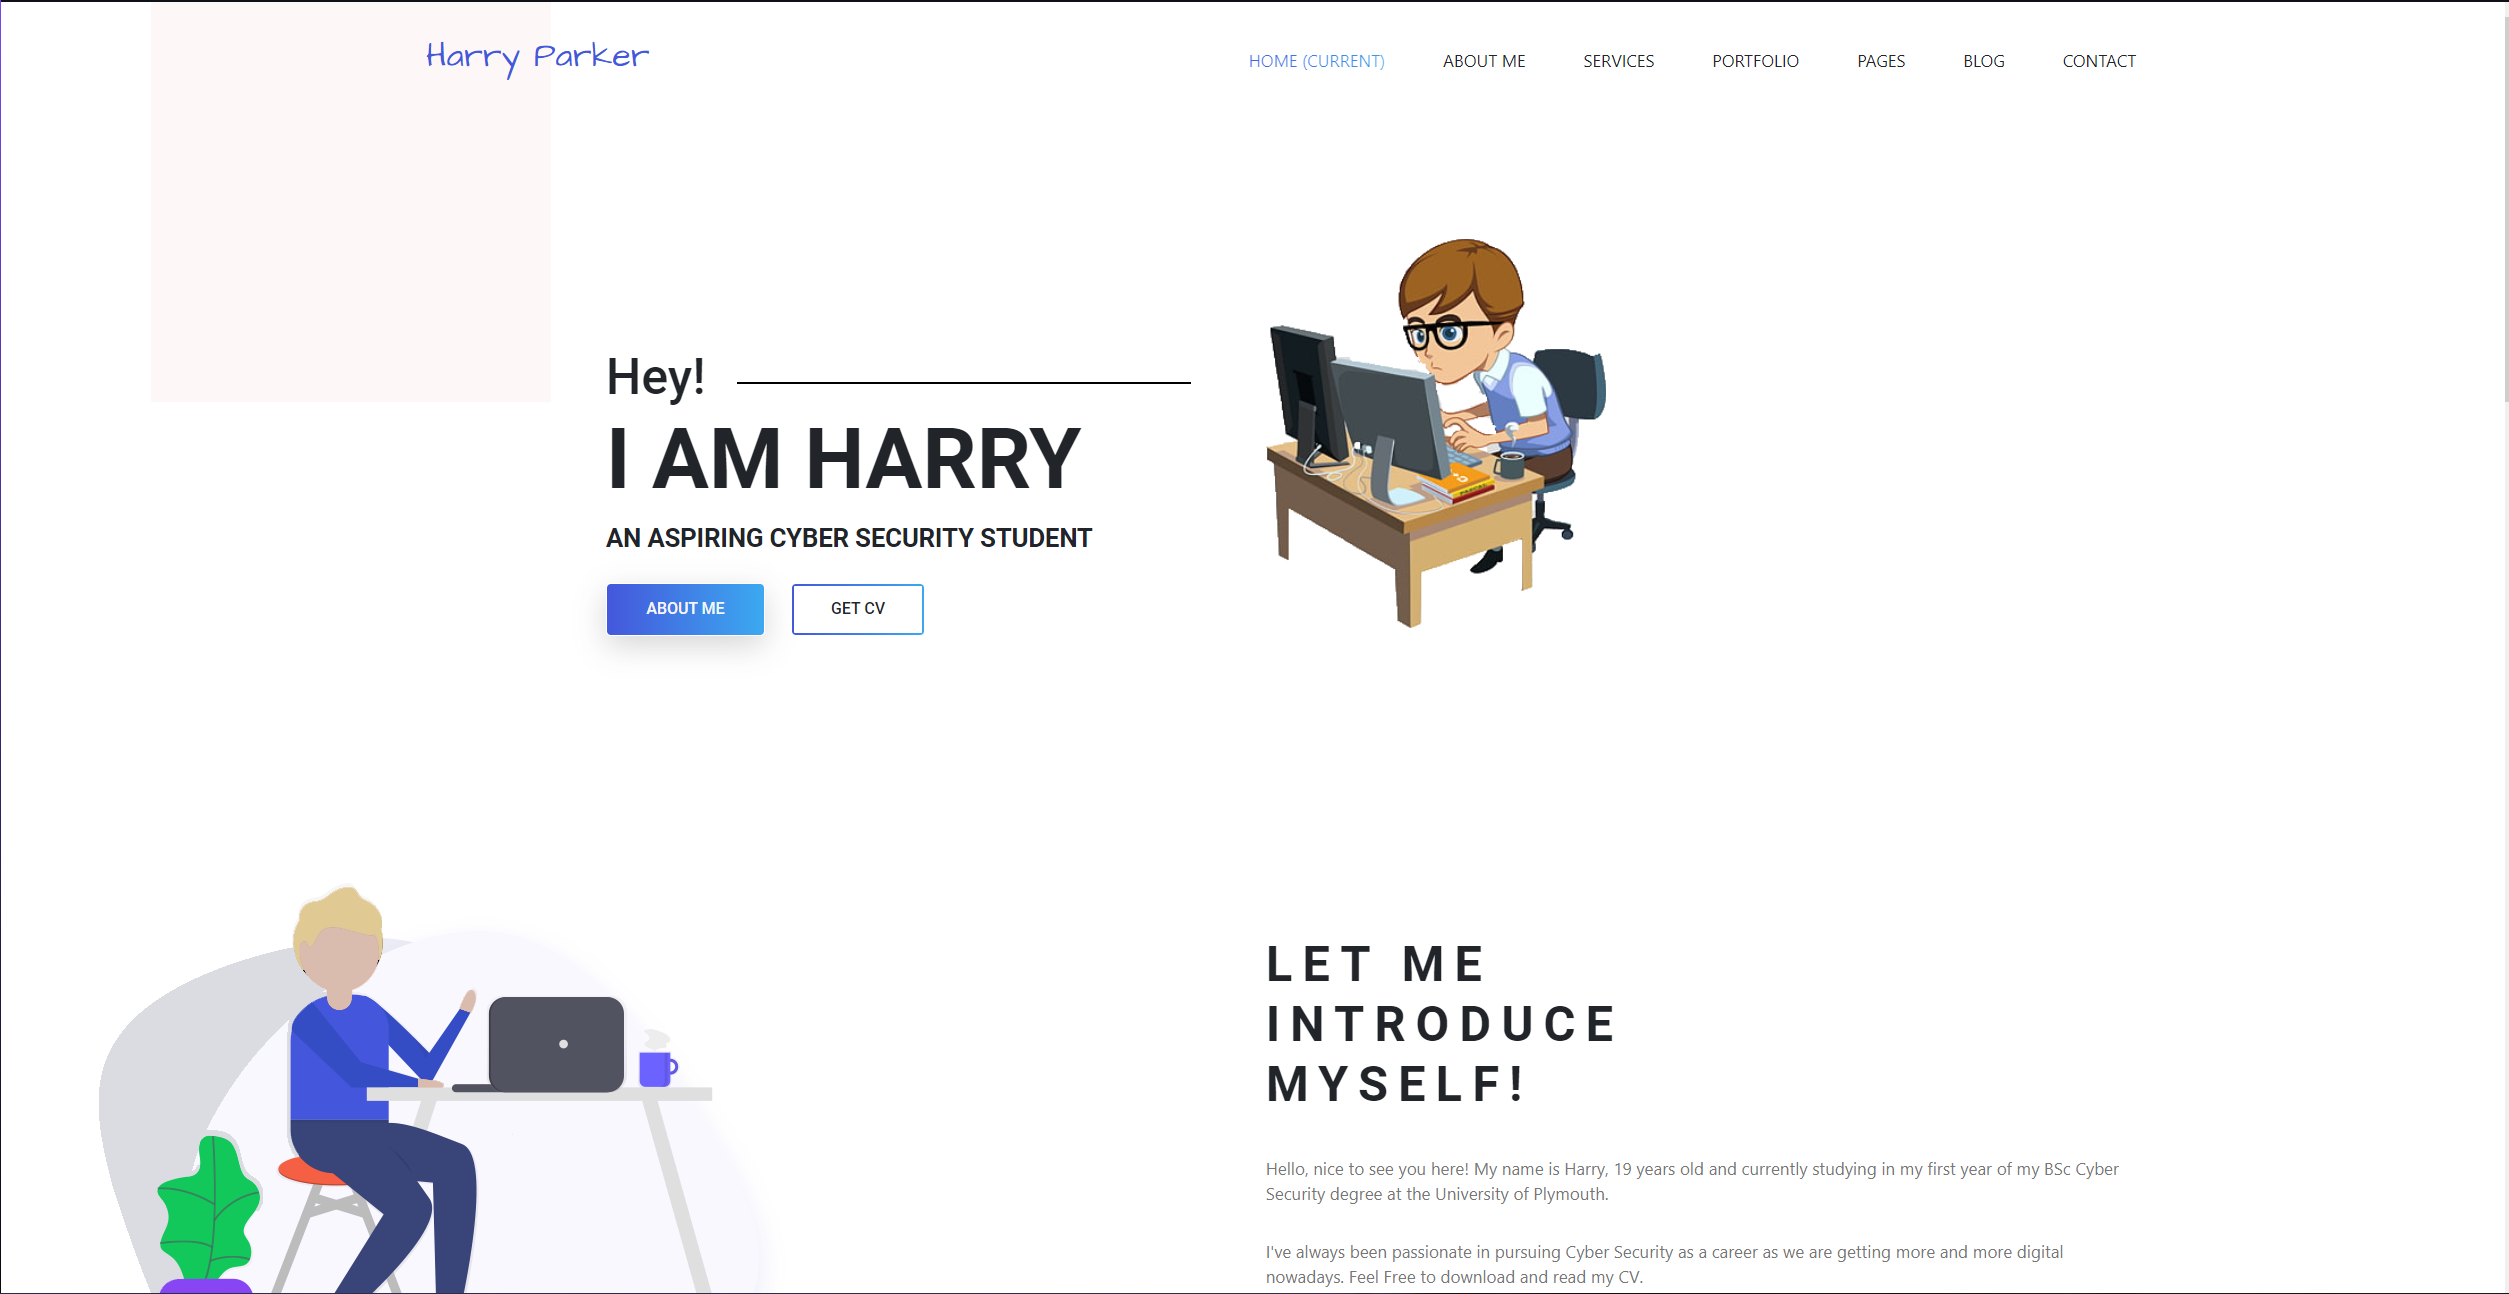 Harry Parker
HOME (CURRENT)
ABOUT ME
SERVICES
PORTFOLIO
PAGES
BLOG
CONTACT
Hey!
I AM HARRY
AN ASPIRING CYBER SECURITY STUDENT
ABOUT ME
GET CV
LET ME
INTRODUCE
MYSELF!
Hello, nice to see you here! My name is Harry, 19 years old and currently studying in my first year of my BSc Cyber
Security degree at the University of Plymouth.
I've always been passionate in pursuing Cyber Security as a career as we are getting more and more digital
nowadays. Feel Free to download and read my CV.